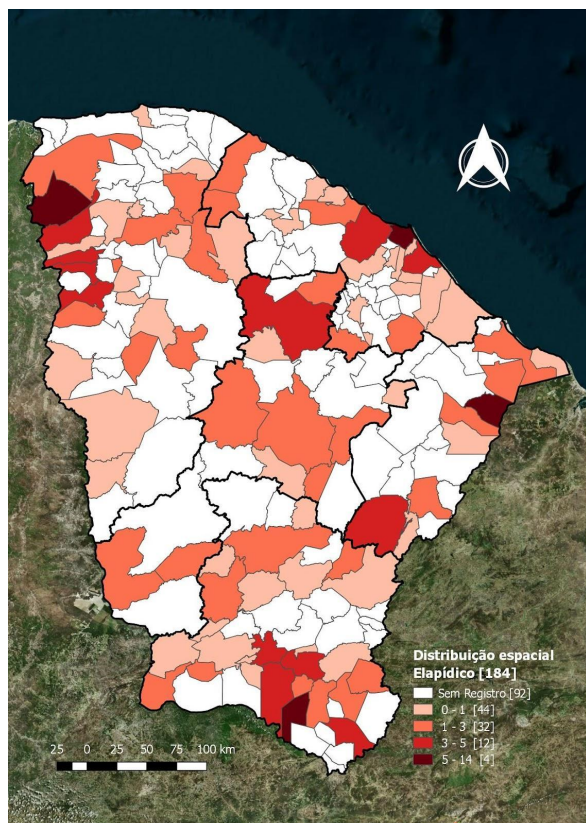 Distribuição espacial
Elapídico [184]
Sem Registro [92]
0 - 1 [44]
1 - 3 [32]
3 - 5 [12]
5 - 14 [4]
25 0 25 50 75 100 km